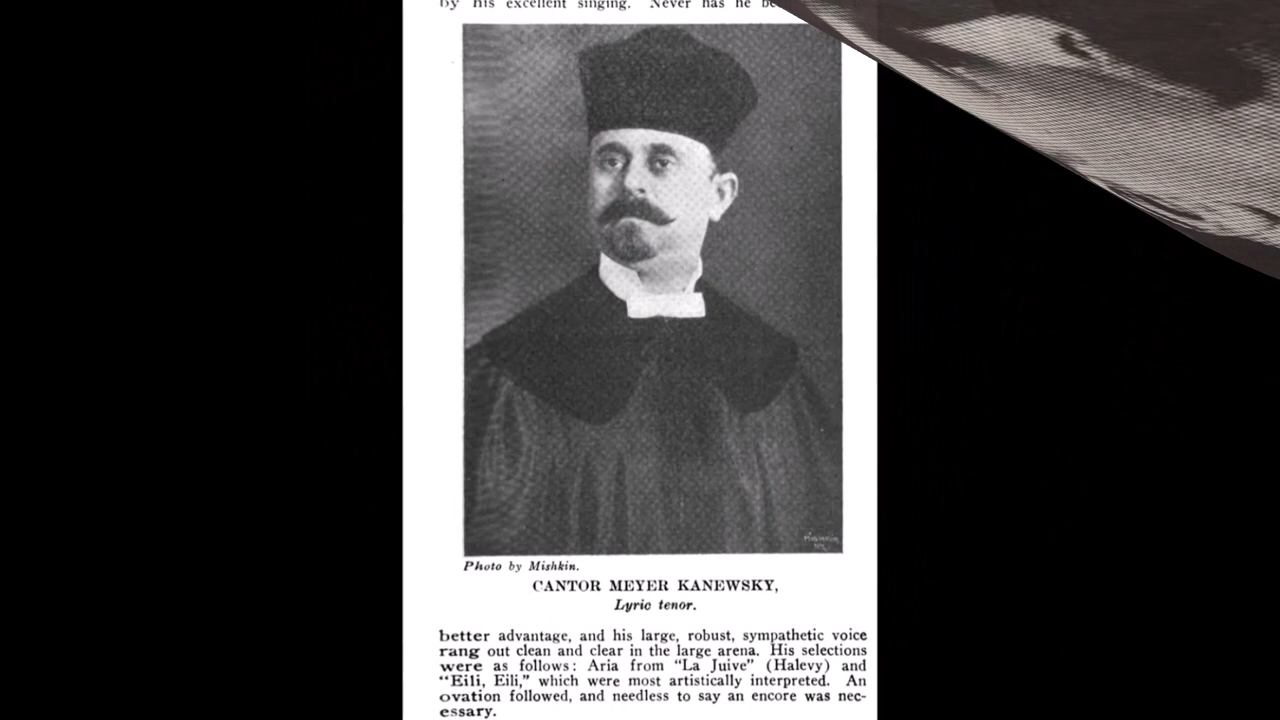 by his excellent singing. Never has he be
MISHKIN
N.Y.
Photo by Mishkin.
CANTOR MEYER KANEWSKY,
Lyric tenor.
better advantage, and his large, robust, sympathetic voice
rang out clean and clear in the large arena. His selections
were as follows: Aria from "La Juive" (Halevy) and
"Eili, Eili," which were most artistically interpreted. An
ovation followed, and needless to say an encore was nec-
essary.